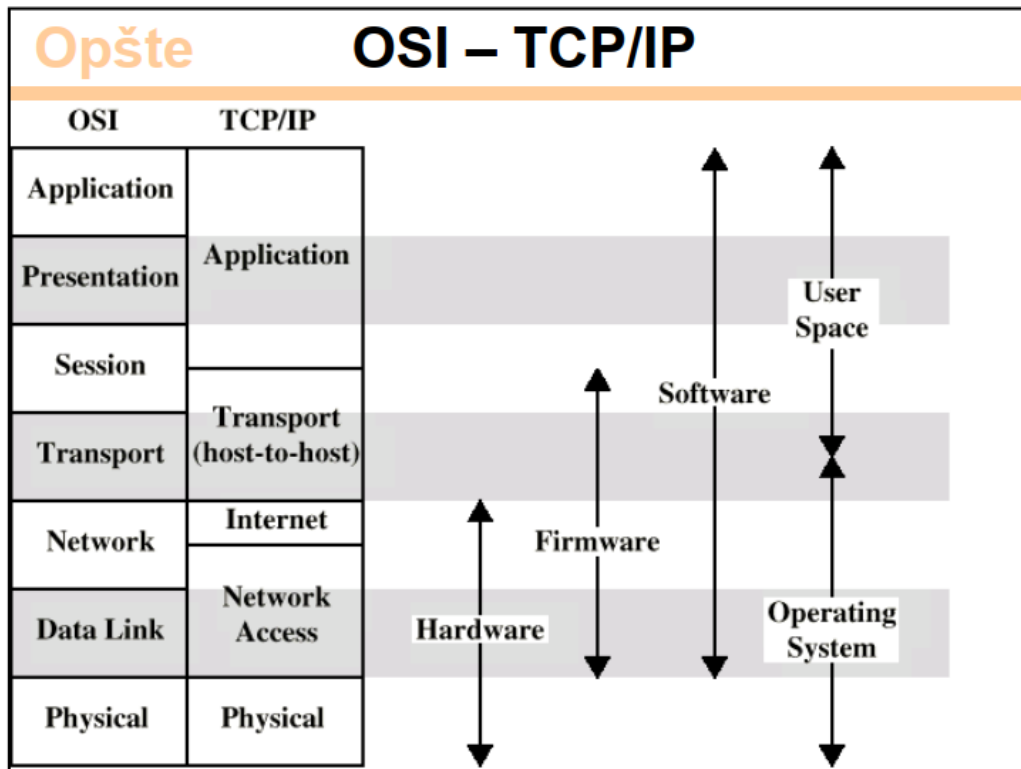 Opšte OSI – TCP/IP
OSI TCP/IP
Application
Presentation
Session
Transport
Network
Data Link
Physical
Application
Transport
(host-to-host)
Internet
Network
Access
Physical
Hardware
Firmware
Software
User
Space
Operating
System